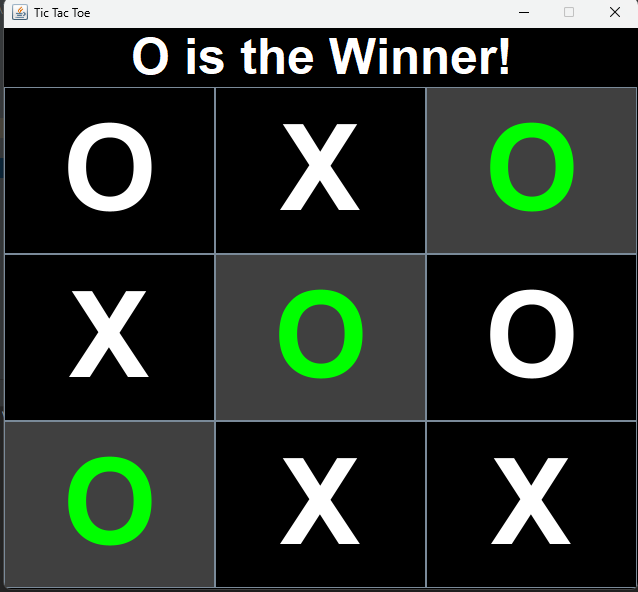 Tic Tac Toe
O is the Winner!
O X O
X O O
O X X